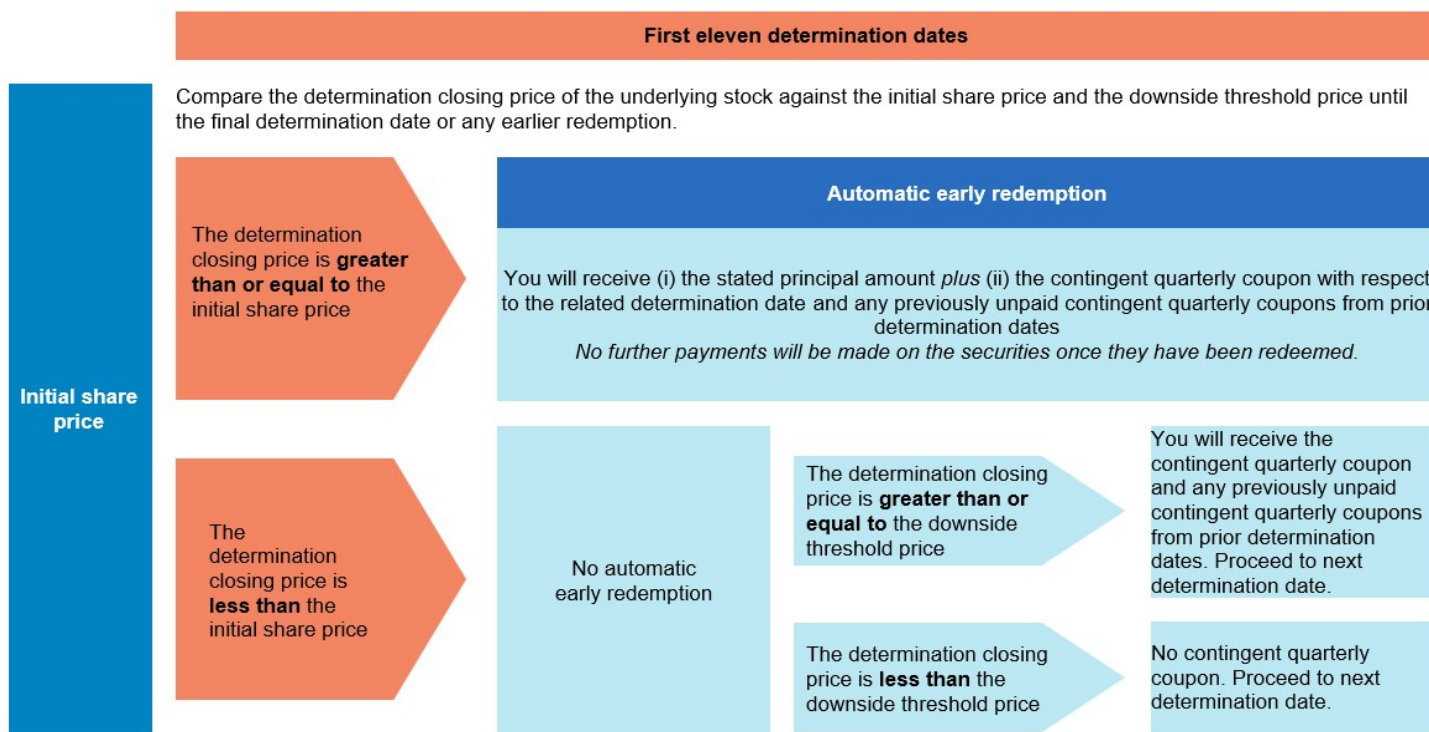 First eleven determination dates
Compare the determination closing price of the underlying stock against the initial share price and the downside threshold price until
the final determination date or any earlier redemption.
Initial share
price
The determination
closing price is greater
than or equal to the
initial share price
Automatic early redemption
You will receive (i) the stated principal amount plus (ii) the contingent quarterly coupon with respect
to the related determination date and any previously unpaid contingent quarterly coupons from prior
determination dates
No further payments will be made on the securities once they have been redeemed.
The
determination
closing price is
less than the
initial share price
No automatic
early redemption
The determination closing
price is greater than or
equal to the downside
threshold price
You will receive the
contingent quarterly coupon
and any previously unpaid
contingent quarterly coupons
from prior determination
dates. Proceed to next
determination date.
The determination closing
price is less than the
downside threshold price
No contingent quarterly
coupon. Proceed to next
determination date.